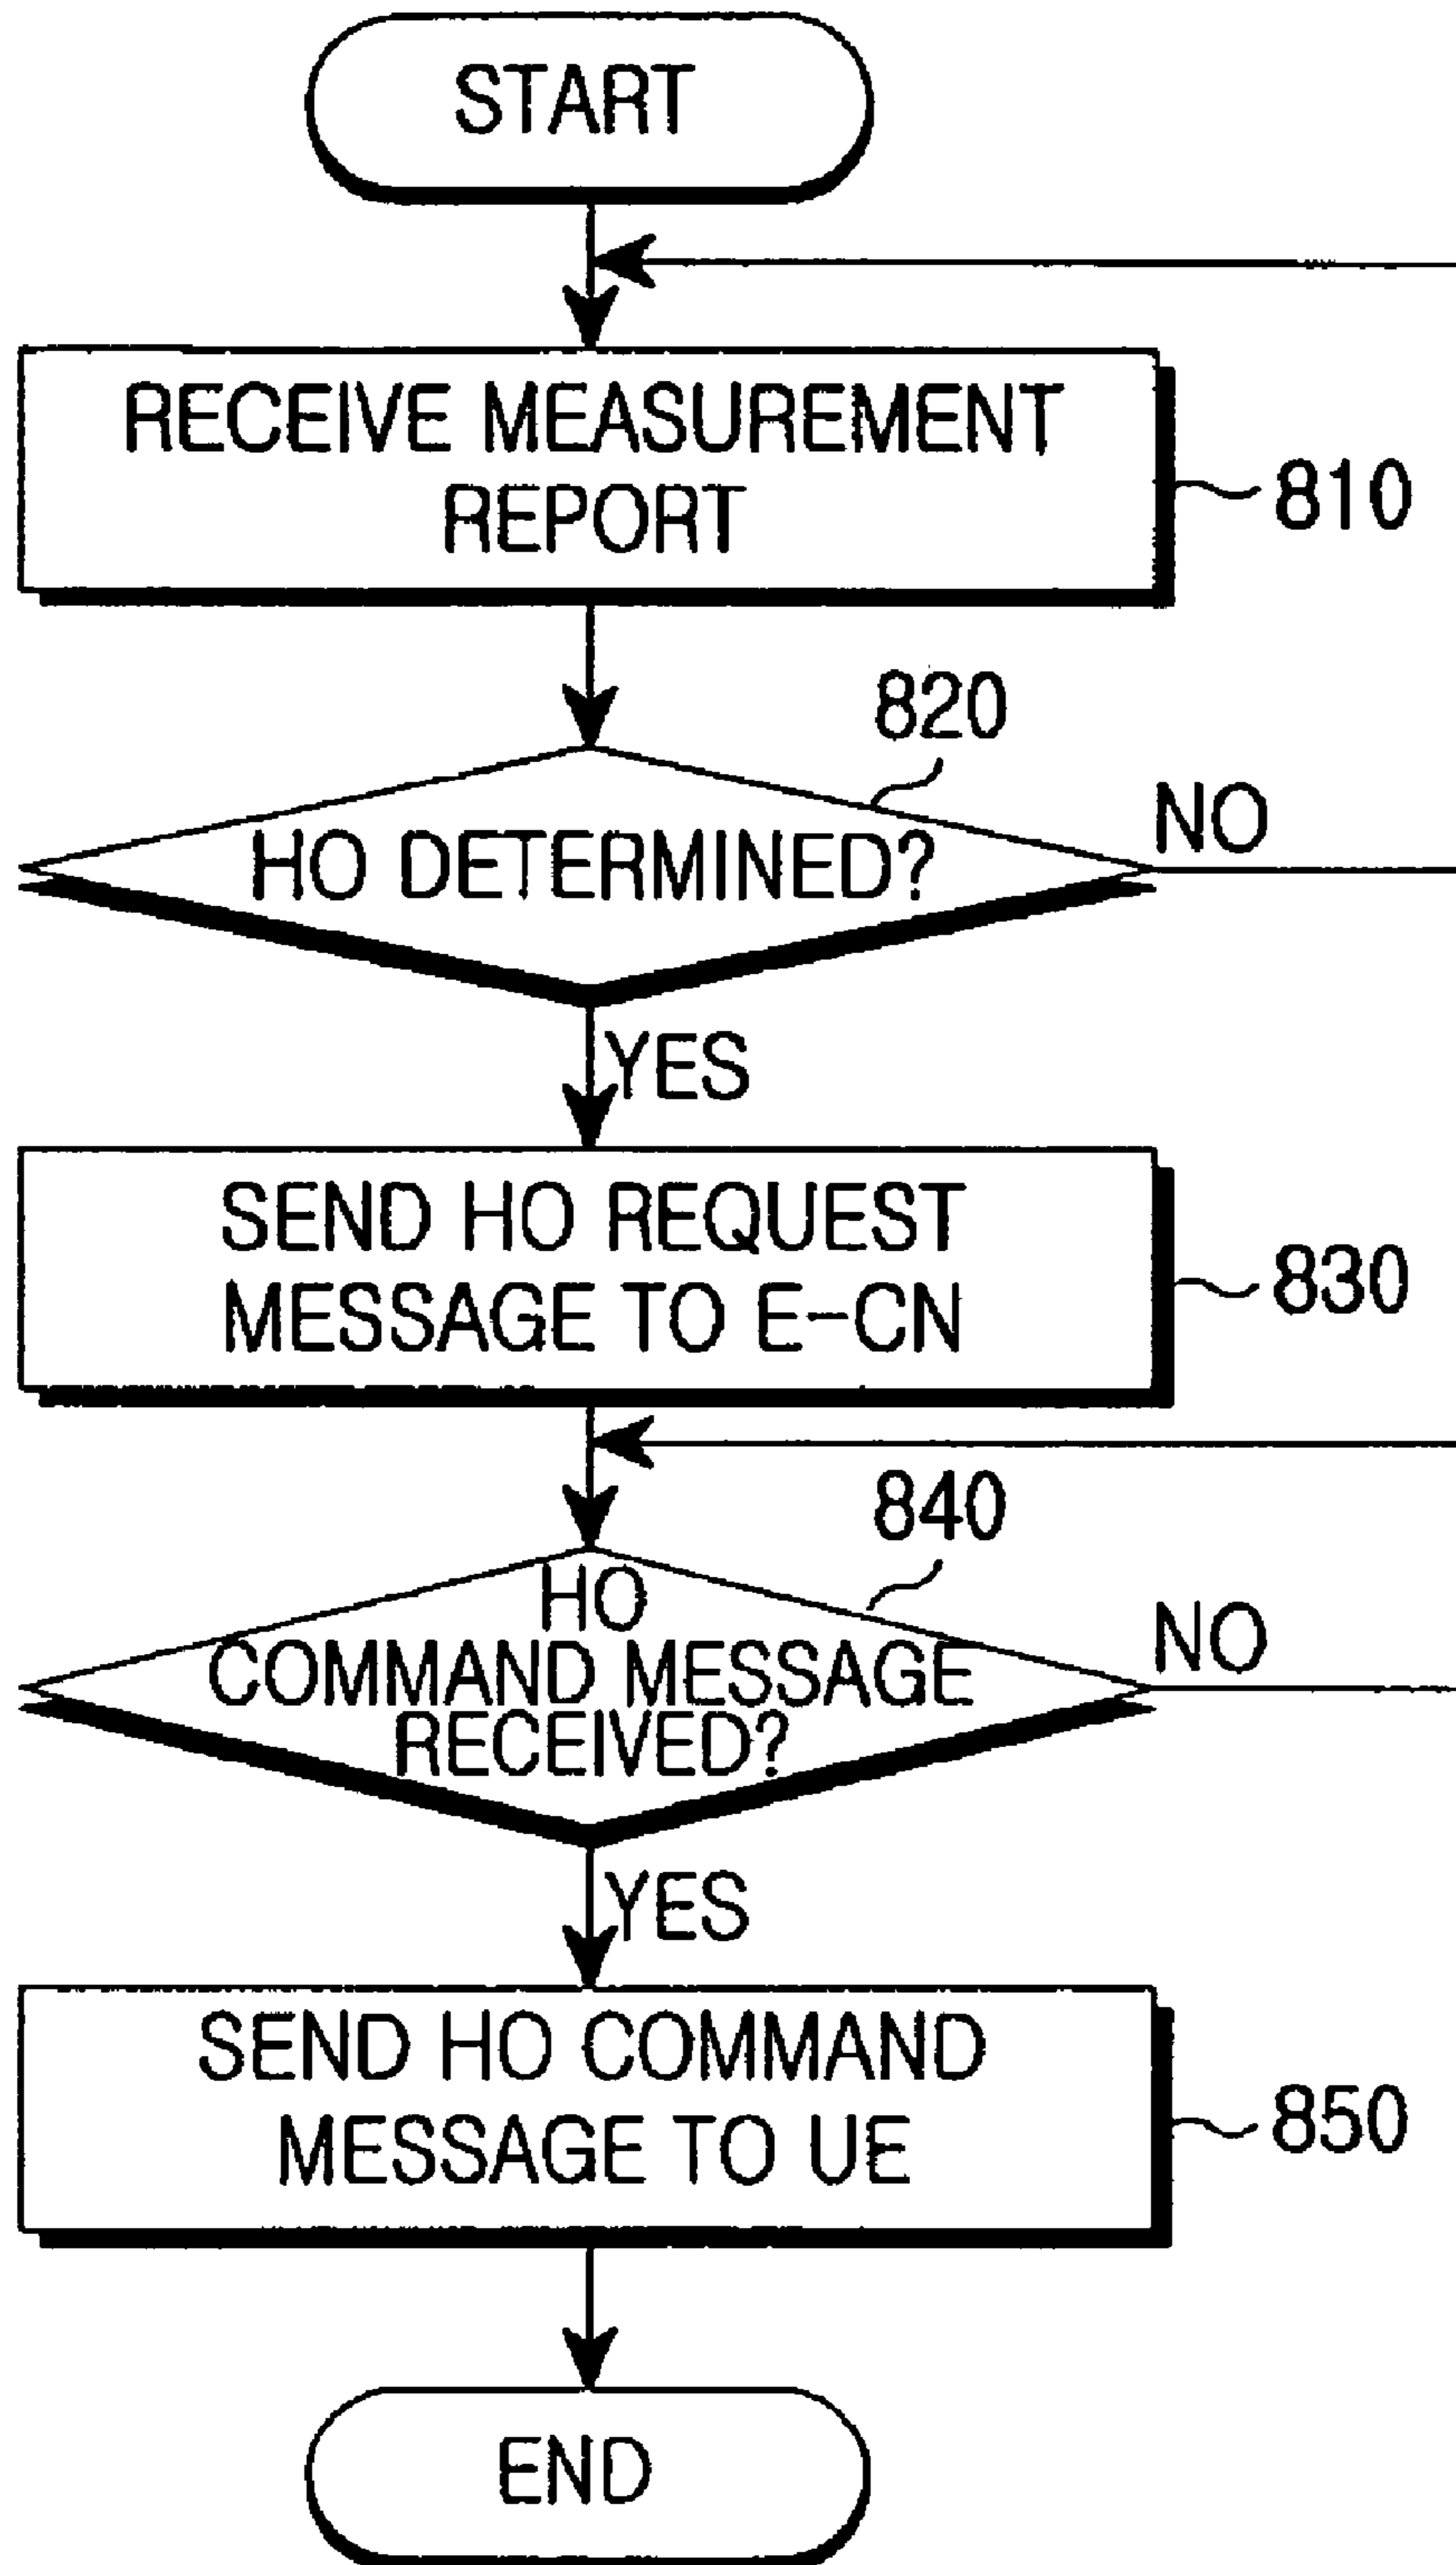 START
RECEIVE MEASUREMENT
REPORT
810
820
HO DETERMINED?
NO
YES
SEND HO REQUEST
MESSAGE TO E-CN
830
840
HO
COMMAND MESSAGE
RECEIVED?
NO
YES
SEND HO COMMAND
MESSAGE TO UE
850
END